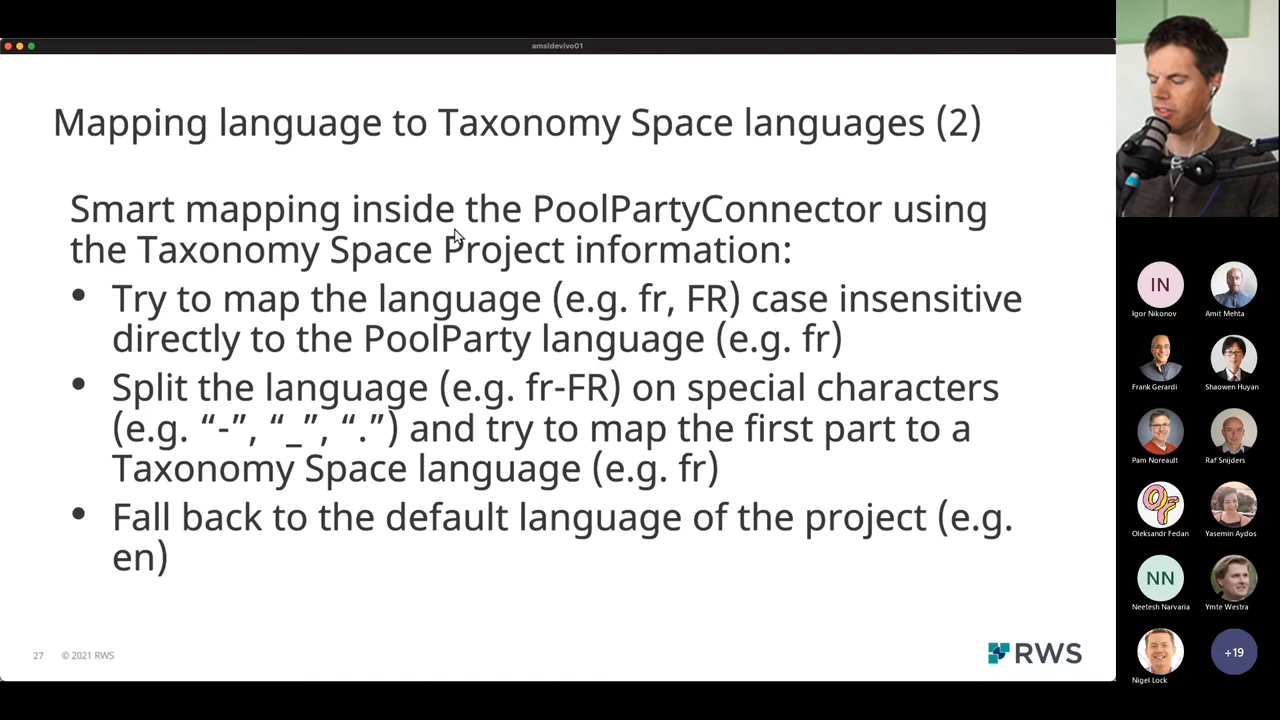 amsldevivo01
Mapping language to Taxonomy Space languages (2)
Smart mapping inside the PoolPartyConnector using
the Taxonomy Space Project information:
• Try to map the language (e.g. fr, FR) case insensitive
directly to the PoolParty language (e.g. fr)
• Split the language (e.g. fr-FR) on special characters
(e.g. “-”, “_”, “.”) and try to map the first part to a
Taxonomy Space language (e.g. fr)
• Fall back to the default language of the project (e.g.
en)
27 © 2021 RWS
RWS
IN
Igor Nikonov
Amit Mehta
Frank Gerardi
Shaowen Huyan
Pam Noreault
Raf Snijders
Oleksandr Fedan
Yasemin Aydos
NN
Neetesh Narvaria
Ymte Westra
Nigel Lock
+19